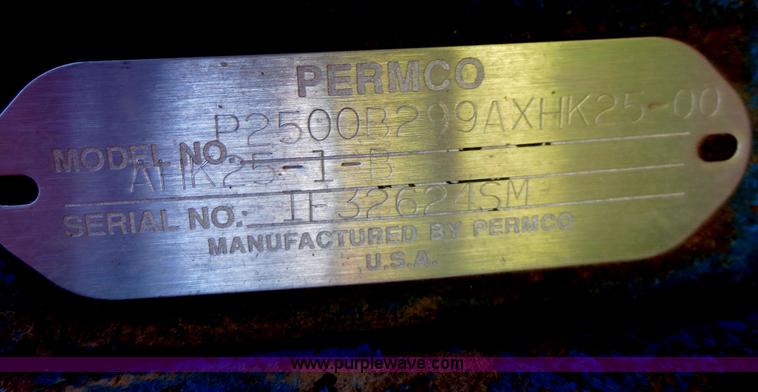 PERMCO
MODEL NO. P2500B299AXHK25-00
AHK25-1-B
SERIAL NO.: IF32624SM
MANUFACTURED BY PERMCO
U.S.A.
www.purplewave.com